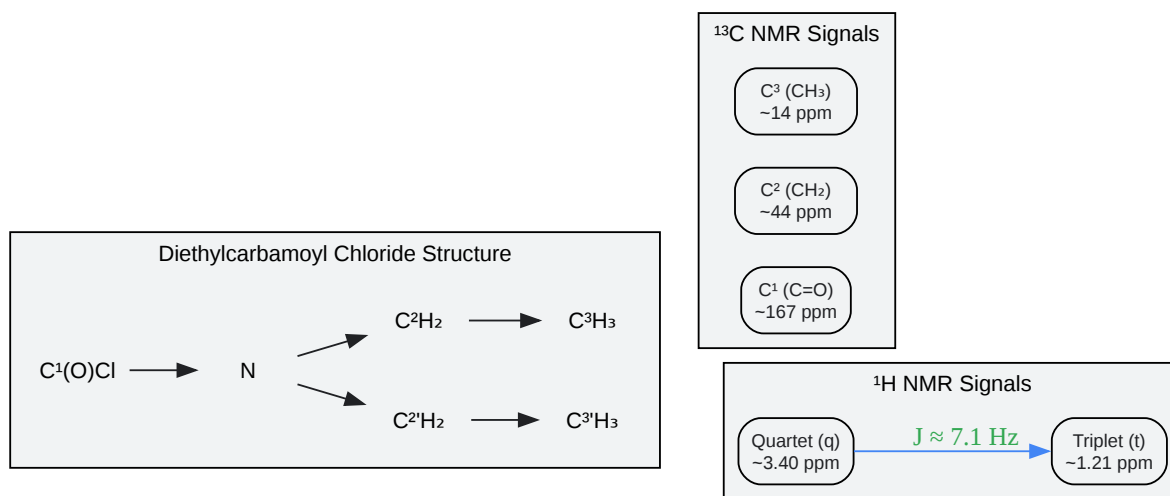 ¹³C NMR Signals
C³ (CH₃)
~14 ppm
C² (CH₂)
~44 ppm
C¹ (C=O)
~167 ppm
Diethylcarbamoyl Chloride Structure
C¹(O)Cl
N
C²H₂
C³H₃
C²'H₂
C³'H₃
¹H NMR Signals
Quartet (q)
~3.40 ppm
J ≈ 7.1 Hz
Triplet (t)
~1.21 ppm